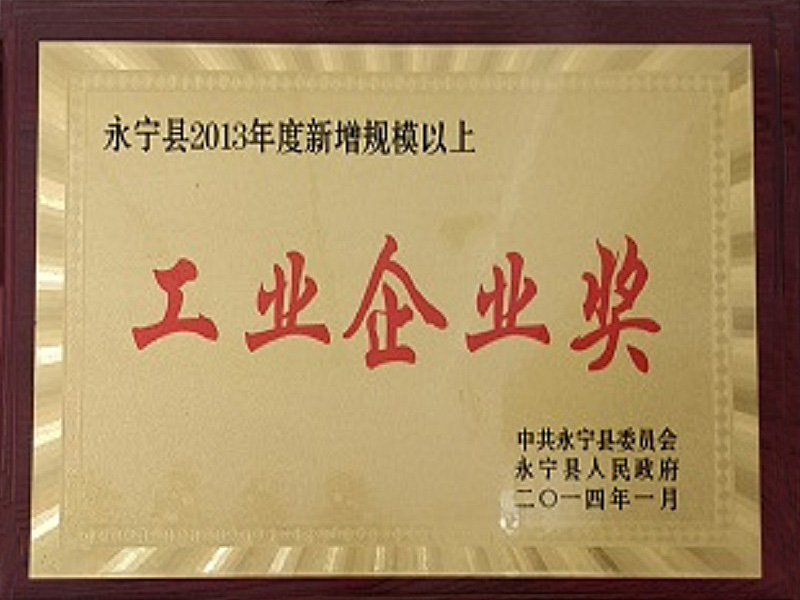 永宁县2013年度新增规模以上
工业企业奖
中共永宁县委员会
永宁县人民政府
二〇一四年一月